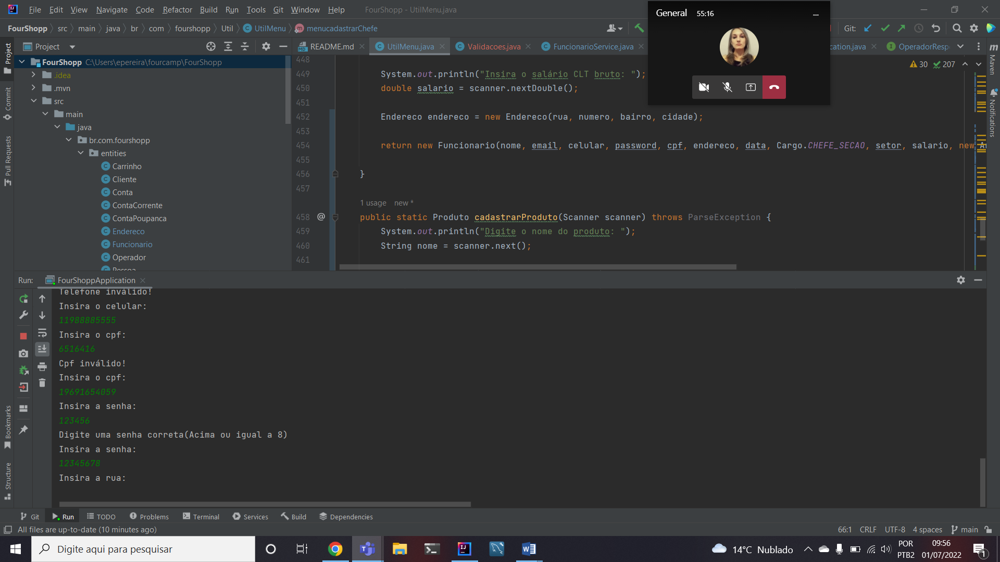 File Edit View Navigate Code Refactor Build Run Tools Git Window Help FourShopp - UtilMenu.java
General 55:16
FourShopp src main java br com fourshopp Util UtilMenu menucadastrarChefe
Git:
Project
README.md UtilMenu.java Validacoes.java FuncionarioService.java cation.java OperadorResp
FourShopp C:\Users\epereira\fourcamp\FourShopp
.idea
.mvn
src
main
java
br.com.fourshopp
entities
Carrinho
Cliente
Conta
ContaCorrente
ContaPoupanca
Endereco
Funcionario
Operador
Pessoa
30 207
448
449 System.out.println("Insira o salário CLT bruto: ");
450 double salario = scanner.nextDouble();
451
452 Endereco endereco = new Endereco(rua, numero, bairro, cidade);
453
454 return new Funcionario(nome, email, celular, password, cpf, endereco, data, Cargo.CHEFE_SECAO, setor, salario, new Ar
455
456 }
457
1 usage new *
458 @ public static Produto cadastrarProduto(Scanner scanner) throws ParseException {
459 System.out.println("Digite o nome do produto: ");
460 String nome = scanner.next();
461
Project
Commit
Pull Requests
Bookmarks
Structure
Maven
Notifications
Run: FourShoppApplication
Telefone inválido!
Insira o celular:
11988885555
Insira o cpf:
6516416
Cpf inválido!
Insira o cpf:
19691654059
Insira a senha:
123456
Digite uma senha correta(Acima ou igual a 8)
Insira a senha:
12345678
Insira a rua:
Git Run TODO Problems Terminal Services Build Dependencies
All files are up-to-date (10 minutes ago) 66:1 CRLF UTF-8 4 spaces main
Digite aqui para pesquisar
14°C Nublado
POR
PTB2
09:56
01/07/2022
1